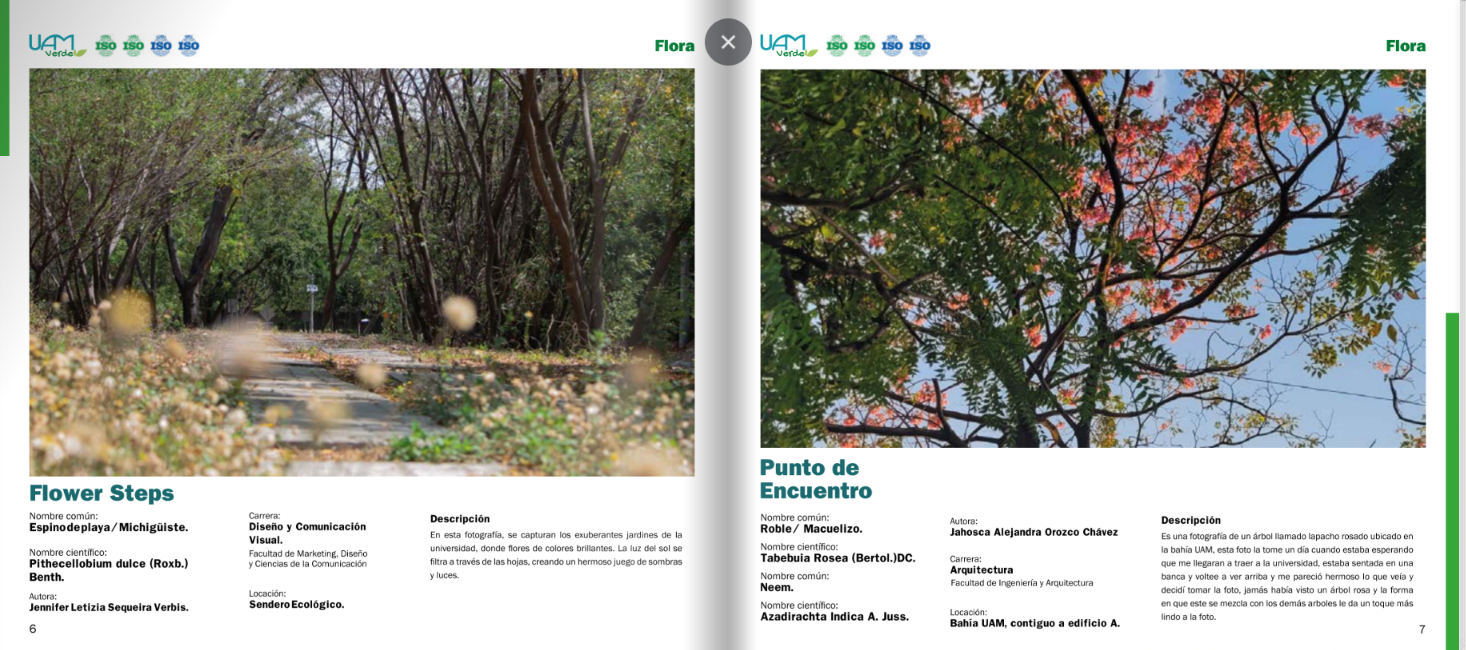 UAM
verde
ISO ISO ISO ISO
Flora
Flower Steps
Nombre común:
Espino de playa / Michigüiste.
Nombre científico:
Pithecellobium dulce (Roxb.)
Benth.
Autora:
Jennifer Letizia Sequeira Verbis.
Carrera:
Diseño y Comunicación
Visual.
Facultad de Marketing, Diseño
y Ciencias de la Comunicación
Locación:
Sendero Ecológico.
Descripción
En esta fotografía, se capturan los exuberantes jardines de la
universidad, donde flores de colores brillantes. La luz del sol se
filtra a través de las hojas, creando un hermoso juego de sombras
y luces.
6
UAM
verde
ISO ISO ISO ISO
Flora
Punto de
Encuentro
Nombre común:
Roble/ Macuelizo.
Nombre científico:
Tabebuia Rosea (Bertol.)DC.
Nombre común:
Neem.
Nombre científico:
Azadirachta Indica A. Juss.
Autora:
Jahosca Alejandra Orozco Chávez
Carrera:
Arquitectura
Facultad de Ingeniería y Arquitectura
Locación:
Bahía UAM, contiguo a edificio A.
Descripción
Es una fotografía de un árbol llamado lapacho rosado ubicado en
la bahía UAM, esta foto la tome un día cuando estaba esperando
que me llegaran a traer a la universidad, estaba sentada en una
banca y voltee a ver arriba y me pareció hermoso lo que veía y
decidí tomar la foto, jamás había visto un árbol rosa y la forma
en que este se mezcla con los demás arboles le da un toque más
lindo a la foto.
7